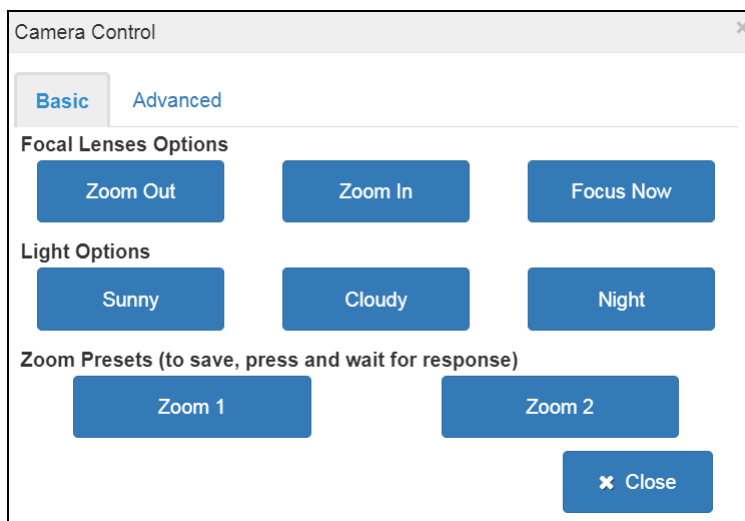 Camera Control
Basic Advanced
Focal Lenses Options
Zoom Out Zoom In Focus Now
Light Options
Sunny Cloudy Night
Zoom Presets (to save, press and wait for response)
Zoom 1 Zoom 2
Close